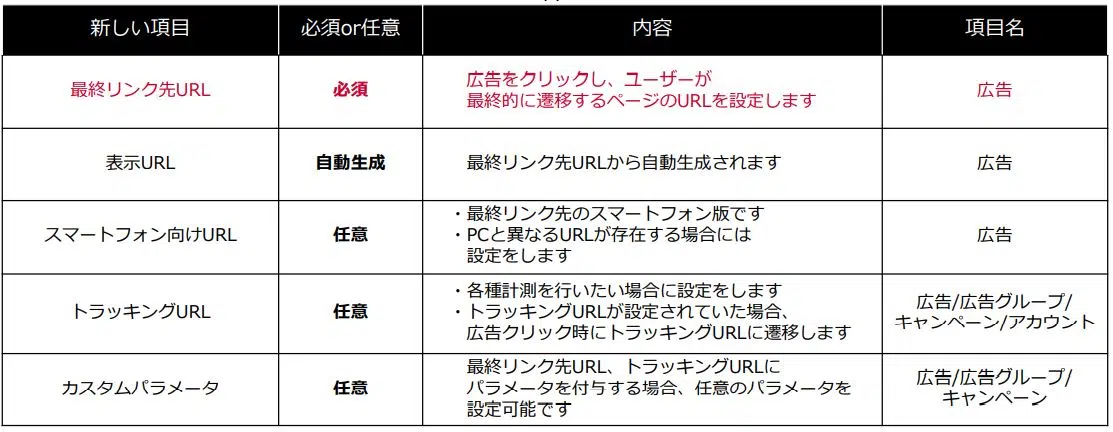 新しい項目 必須or任意 内容 項目名
最終リンク先URL 必須 広告をクリックし、ユーザーが
最終的に遷移するページのURLを設定します 広告
表示URL 自動生成 最終リンク先URLから自動生成されます 広告
スマートフォン向けURL 任意 ・最終リンク先のスマートフォン版です
・PCと異なるURLが存在する場合には
設定をします 広告
トラッキングURL 任意 ・各種計測を行いたい場合に設定をします
・トラッキングURLが設定されていた場合、
広告クリック時にトラッキングURLに遷移します 広告/広告グループ/
キャンペーン/アカウント
カスタムパラメータ 任意 最終リンク先URL、トラッキングURLに
パラメータを付与する場合、任意のパラメータを
設定可能です 広告/広告グループ/
キャンペーン